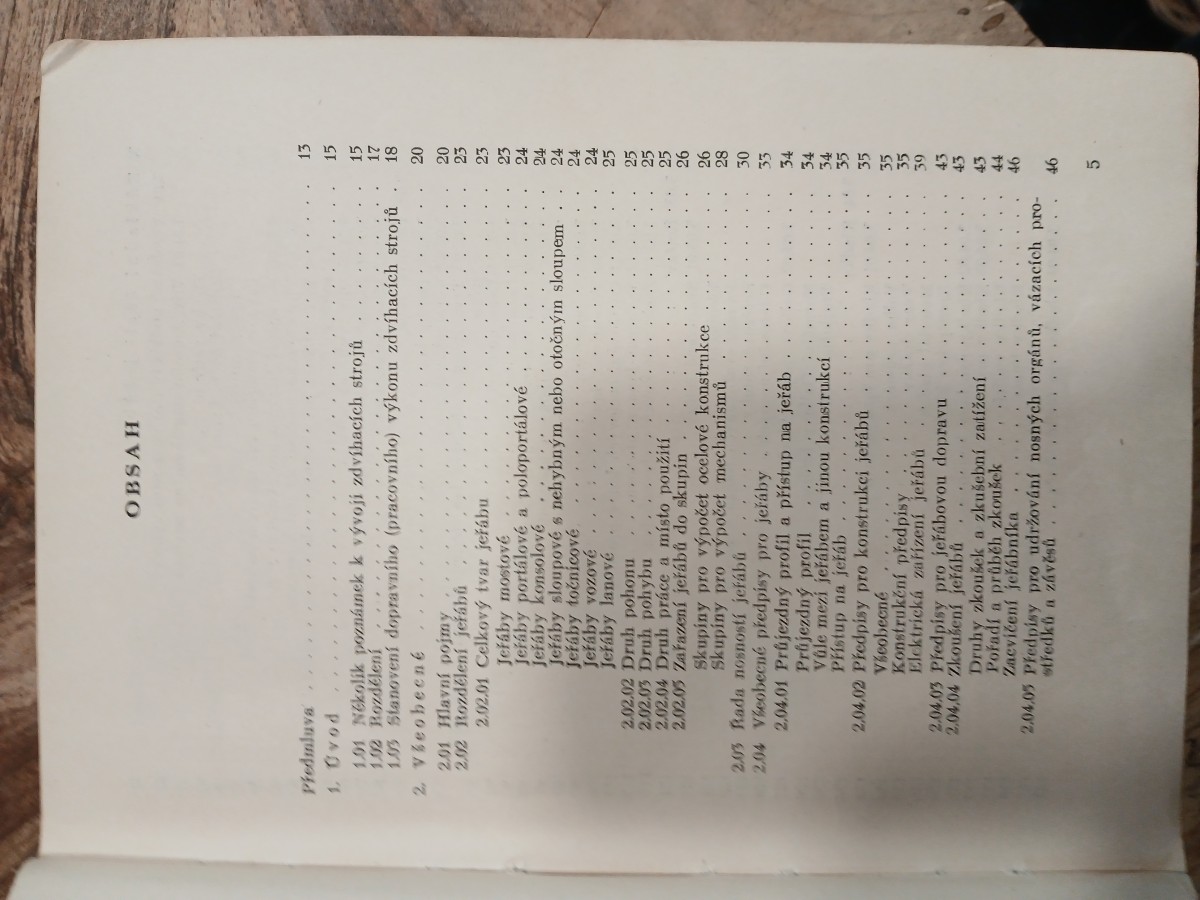 OBSAH
Předmluva . . . . . . . . . . . . . . . . . . . . 13
1. Úvod . . . . . . . . . . . . . . . . . . . . 15
1.01 Několik poznámek k vývoji zdvíhacích strojů . . . . . . . . 15
1.02 Rozdělení . . . . . . . . . . . . . . . . . . . . 17
1.03 Stanovení dopravního (pracovního) výkonu zdvíhacích strojů . 18
2. Všeobecné . . . . . . . . . . . . . . . . . . . . 20
2.01 Hlavní pojmy . . . . . . . . . . . . . . . . . . . . 20
2.02 Rozdělení jeřábů . . . . . . . . . . . . . . . . . . 23
2.02.01 Celkový tvar jeřábu . . . . . . . . . . . . . . . . 23
Jeřáby mostové . . . . . . . . . . . . . . . . . . 23
Jeřáby portálové a poloportálové . . . . . . . . . . . 24
Jeřáby konsolové . . . . . . . . . . . . . . . . . 24
Jeřáby sloupové s nehybným nebo otočným sloupem . . 24
Jeřáby točnicové . . . . . . . . . . . . . . . . . 24
Jeřáby vozové . . . . . . . . . . . . . . . . . . 24
Jeřáby lanové . . . . . . . . . . . . . . . . . . 25
2.02.02 Druh pohonu . . . . . . . . . . . . . . . . . . 25
2.02.03 Druh pohybu . . . . . . . . . . . . . . . . . . 25
2.02.04 Druh práce a místo použití . . . . . . . . . . . . . 25
2.02.05 Zařazení jeřábů do skupin . . . . . . . . . . . . . 26
Skupiny pro výpočet ocelové konstrukce . . . . . . . 26
Skupiny pro výpočet mechanismů . . . . . . . . . . 28
2.03 Řada nosností jeřábů . . . . . . . . . . . . . . . . . 30
2.04 Všeobecné předpisy pro jeřáby . . . . . . . . . . . . . 33
2.04.01 Průjezdný profil a přístup na jeřáb . . . . . . . . . . 34
Průjezdný profil . . . . . . . . . . . . . . . . . 34
Vůle mezi jeřábem a jinou konstrukcí . . . . . . . . . 34
Přístup na jeřáb . . . . . . . . . . . . . . . . . 35
2.04.02 Předpisy pro konstrukci jeřábů . . . . . . . . . . . . 35
Všeobecné . . . . . . . . . . . . . . . . . . . 35
Konstrukční předpisy . . . . . . . . . . . . . . . 35
Elektrická zařízení jeřábů . . . . . . . . . . . . . 39
2.04.03 Předpisy pro jeřábovou dopravu . . . . . . . . . . . 43
2.04.04 Zkoušení jeřábů . . . . . . . . . . . . . . . . . 43
Druhy zkoušek a zkušební zatížení . . . . . . . . . . 43
Pořadí a průběh zkoušek . . . . . . . . . . . . . . 44
Zacvičení jeřábníka . . . . . . . . . . . . . . . . 46
2.04.05 Předpisy pro udržování nosných orgánů, vázacích pro-
středků a závěsů . . . . . . . . . . . . . . . . . 46
5